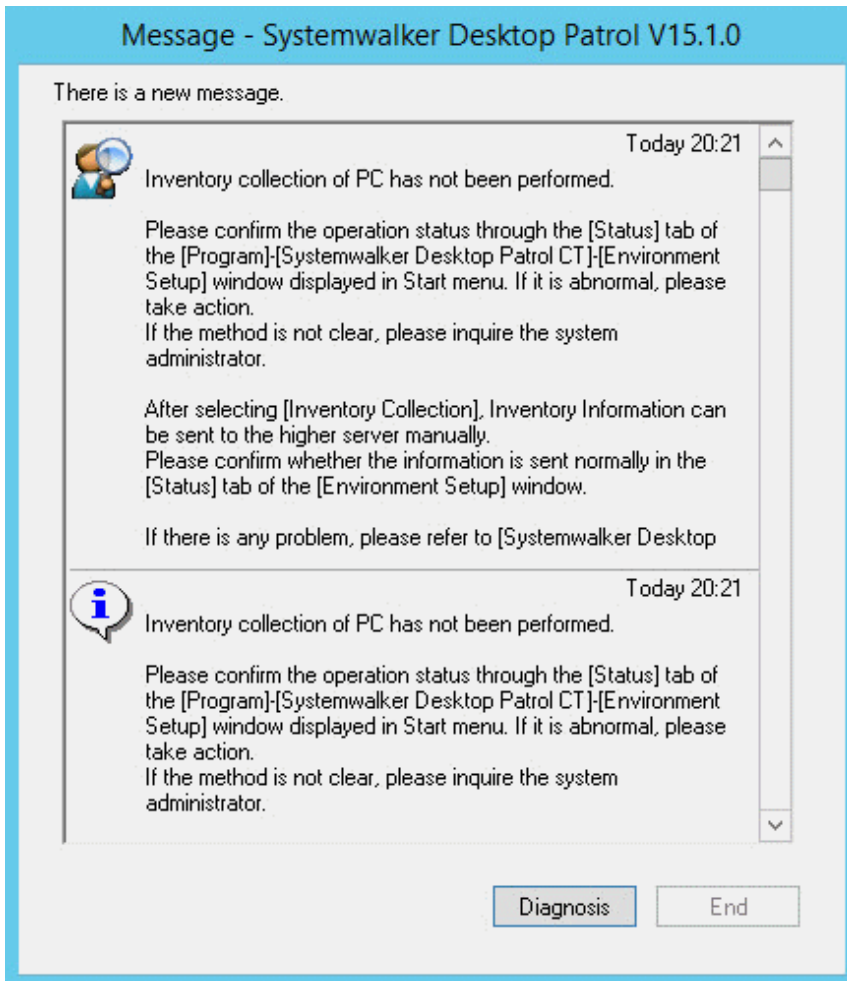 Message - Systemwalker Desktop Patrol V15.1.0
There is a new message.
Today 20:21
Inventory collection of PC has not been performed.
Please confirm the operation status through the [Status] tab of
the [Program]-[Systemwalker Desktop Patrol CT]-[Environment
Setup] window displayed in Start menu. If it is abnormal, please
take action.
If the method is not clear, please inquire the system
administrator.
After selecting [Inventory Collection], Inventory Information can
be sent to the higher server manually.
Please confirm whether the information is sent normally in the
[Status] tab of the [Environment Setup] window.
If there is any problem, please refer to [Systemwalker Desktop
Today 20:21
Inventory collection of PC has not been performed.
Please confirm the operation status through the [Status] tab of
the [Program]-[Systemwalker Desktop Patrol CT]-[Environment
Setup] window displayed in Start menu. If it is abnormal, please
take action.
If the method is not clear, please inquire the system
administrator.
Diagnosis End